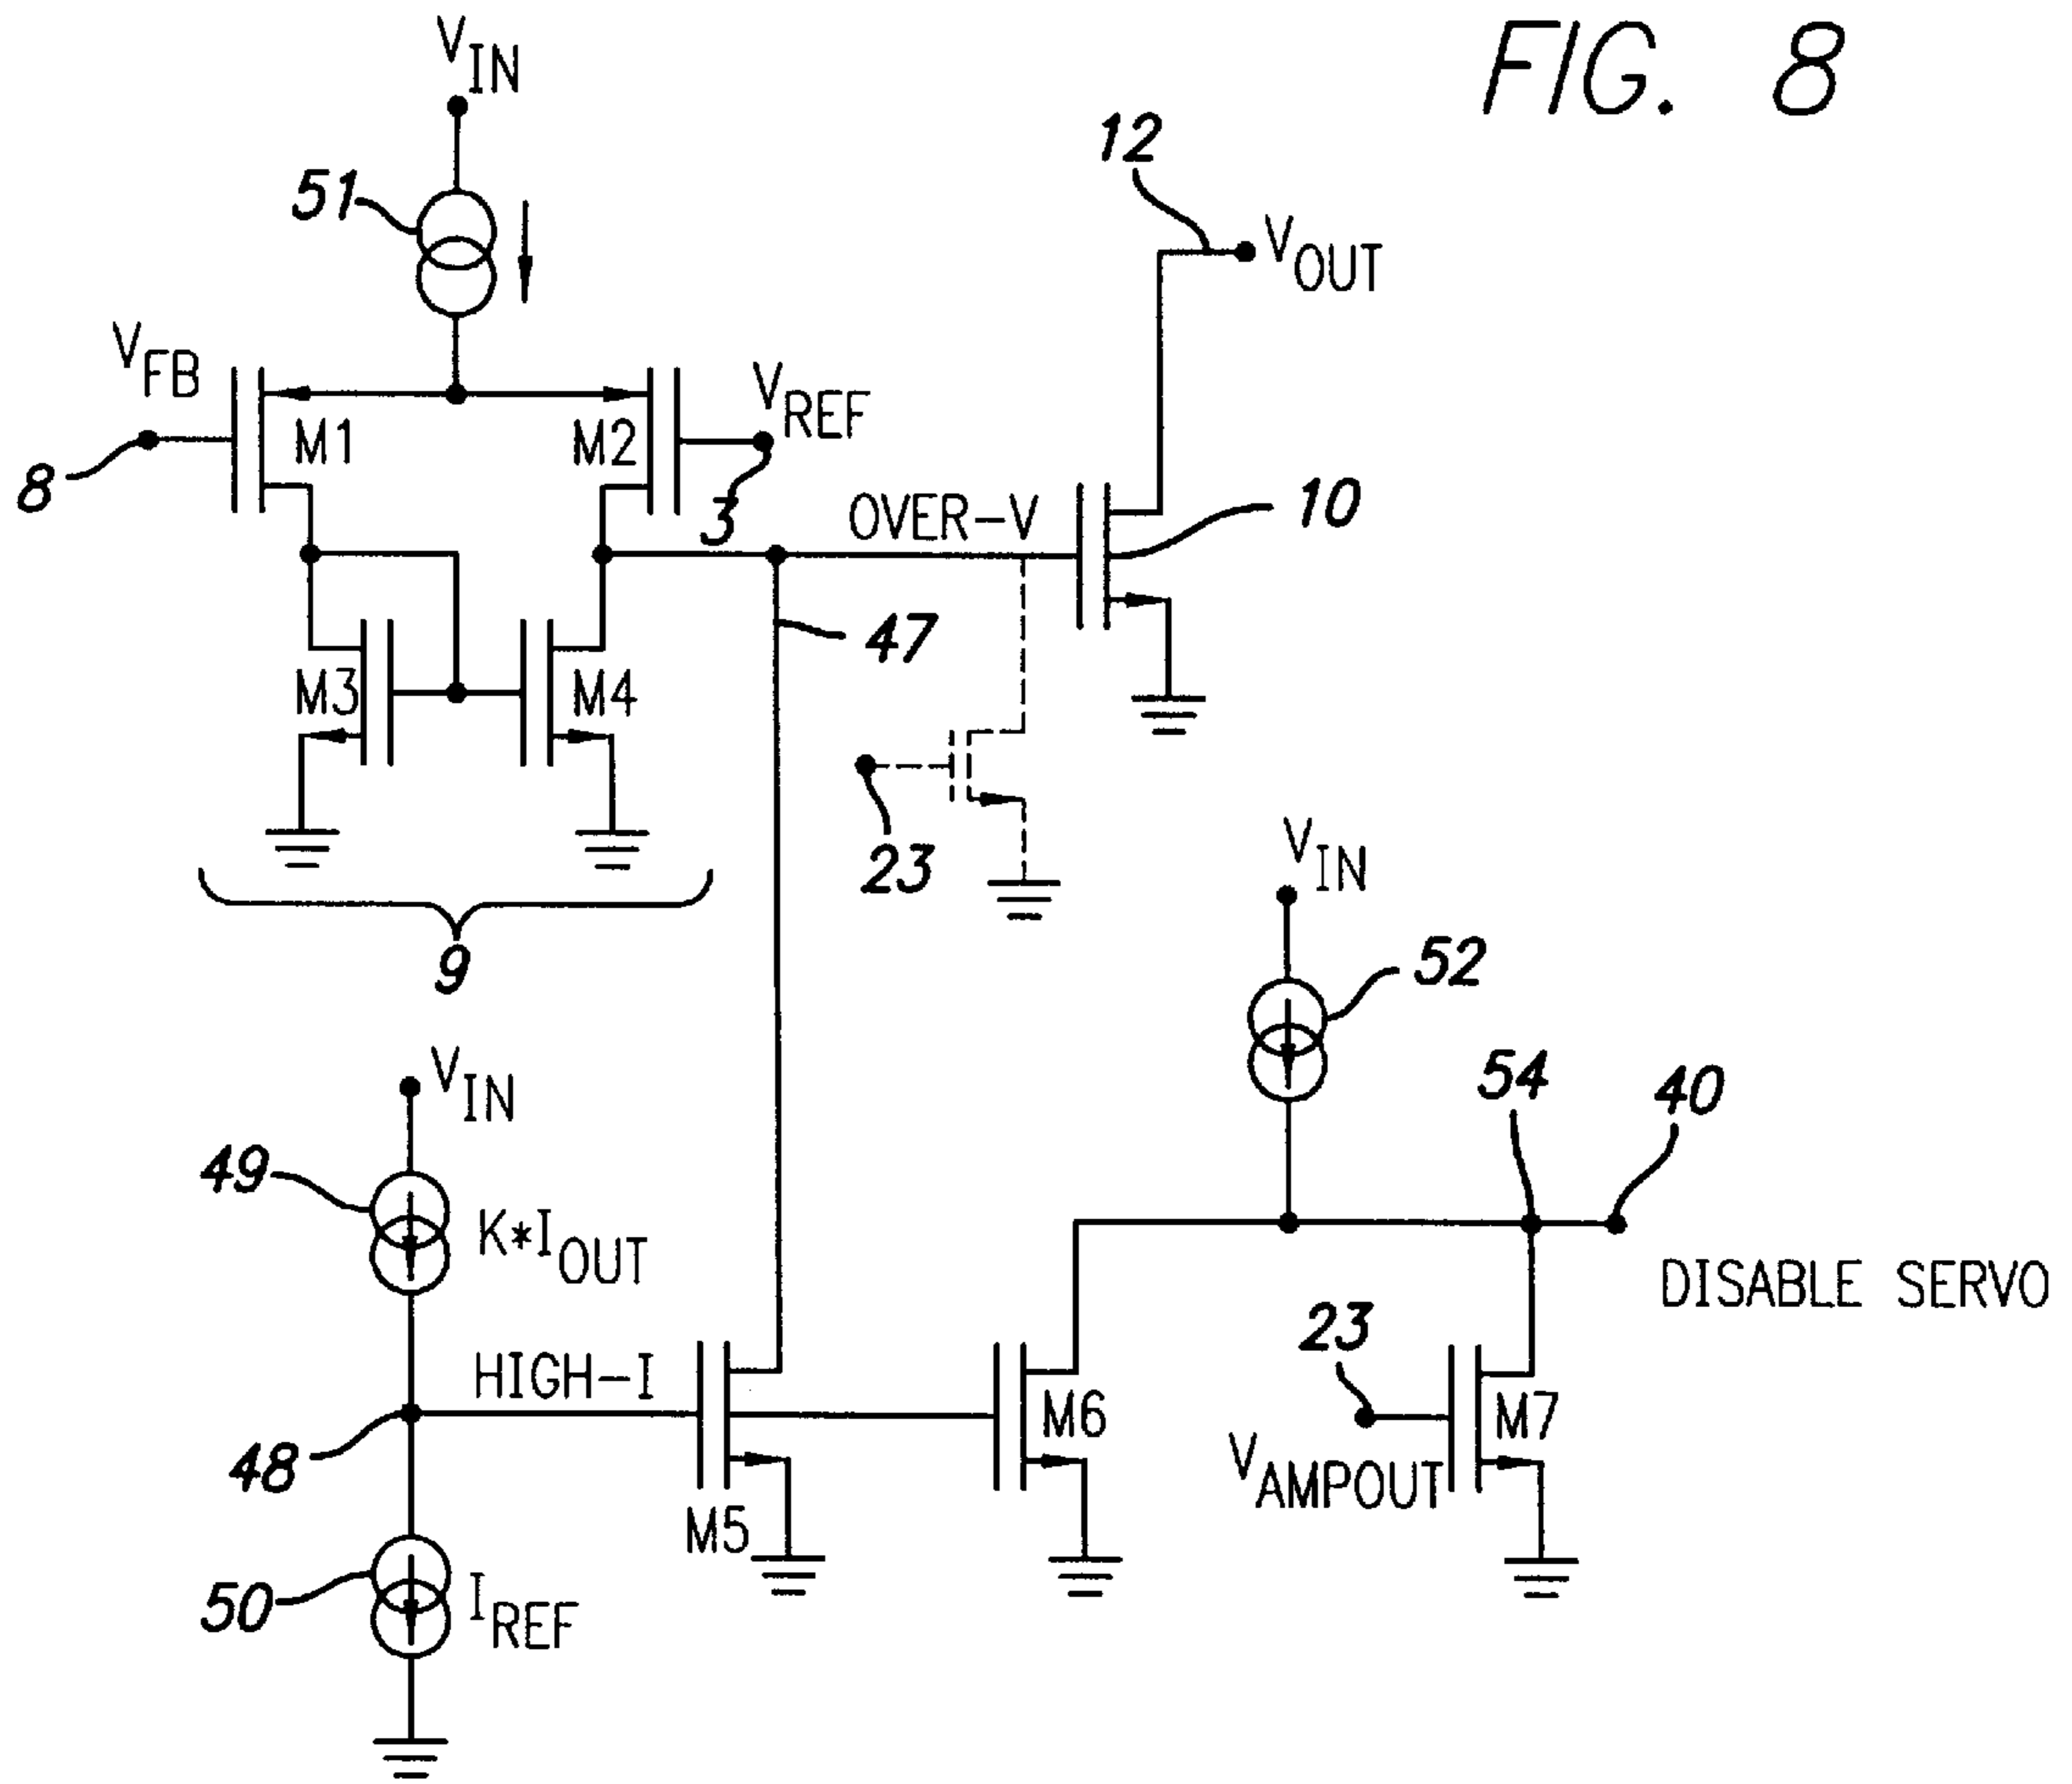 FIG. 8
VIN
12
51
VOUT
VFB
VREF
M1
M2
8
3
OVER-V
10
47
M3
M4
23
VIN
9
52
VIN
54
40
49
K*IOUT
DISABLE SERVO
23
HIGH-I
M6
M7
48
VAMPOUT
M5
50
IREF